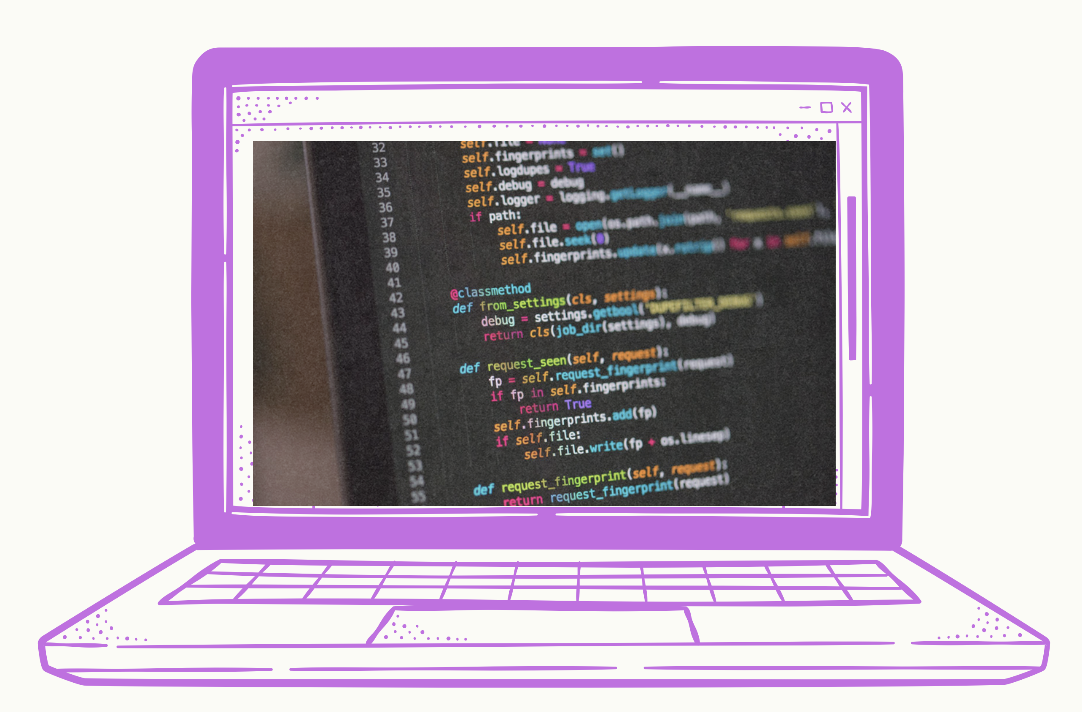 32 self.file = None
33 self.fingerprints = set()
34 self.logdupes = True
35 self.debug = debug
36 self.logger = logging.getLogger(__name__)
37 if path:
38 self.file = open(os.path.join(path,
39 self.file.seek(0)
40 self.fingerprints.update(x.rstrip() for x in
41
42 @classmethod
43 def from_settings(cls, settings):
44 debug = settings.getbool('DUPEFILTER_DEBUG')
45 return cls(job_dir(settings), debug)
46
47 def request_seen(self, request):
48 fp = self.request_fingerprint(request)
49 if fp in self.fingerprints:
50 return True
51 self.fingerprints.add(fp)
52 if self.file:
53 self.file.write(fp + os.linesep)
54
55 def request_fingerprint(self, request):
return request_fingerprint(request)